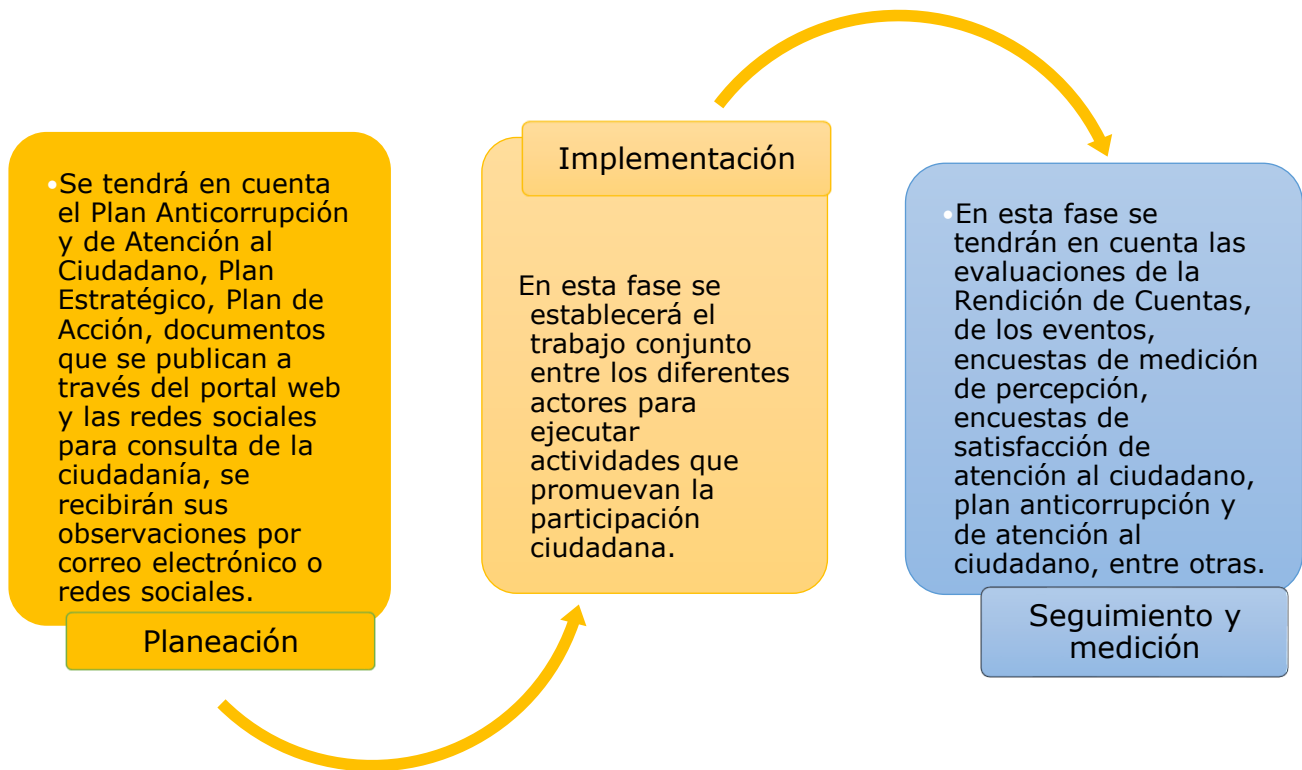 •Se tendrá en cuenta
el Plan Anticorrupción
y de Atención al
Ciudadano, Plan
Estratégico, Plan de
Acción, documentos
que se publican a
través del portal web
y las redes sociales
para consulta de la
ciudadanía, se
recibirán sus
observaciones por
correo electrónico o
redes sociales.
Planeación
Implementación
En esta fase se
establecerá el
trabajo conjunto
entre los diferentes
actores para
ejecutar
actividades que
promuevan la
participación
ciudadana.
•En esta fase se
tendrán en cuenta las
evaluaciones de la
Rendición de Cuentas,
de los eventos,
encuestas de medición
de percepción,
encuestas de
satisfacción de
atención al ciudadano,
plan anticorrupción y
de atención al
ciudadano, entre otras.
Seguimiento y
medición